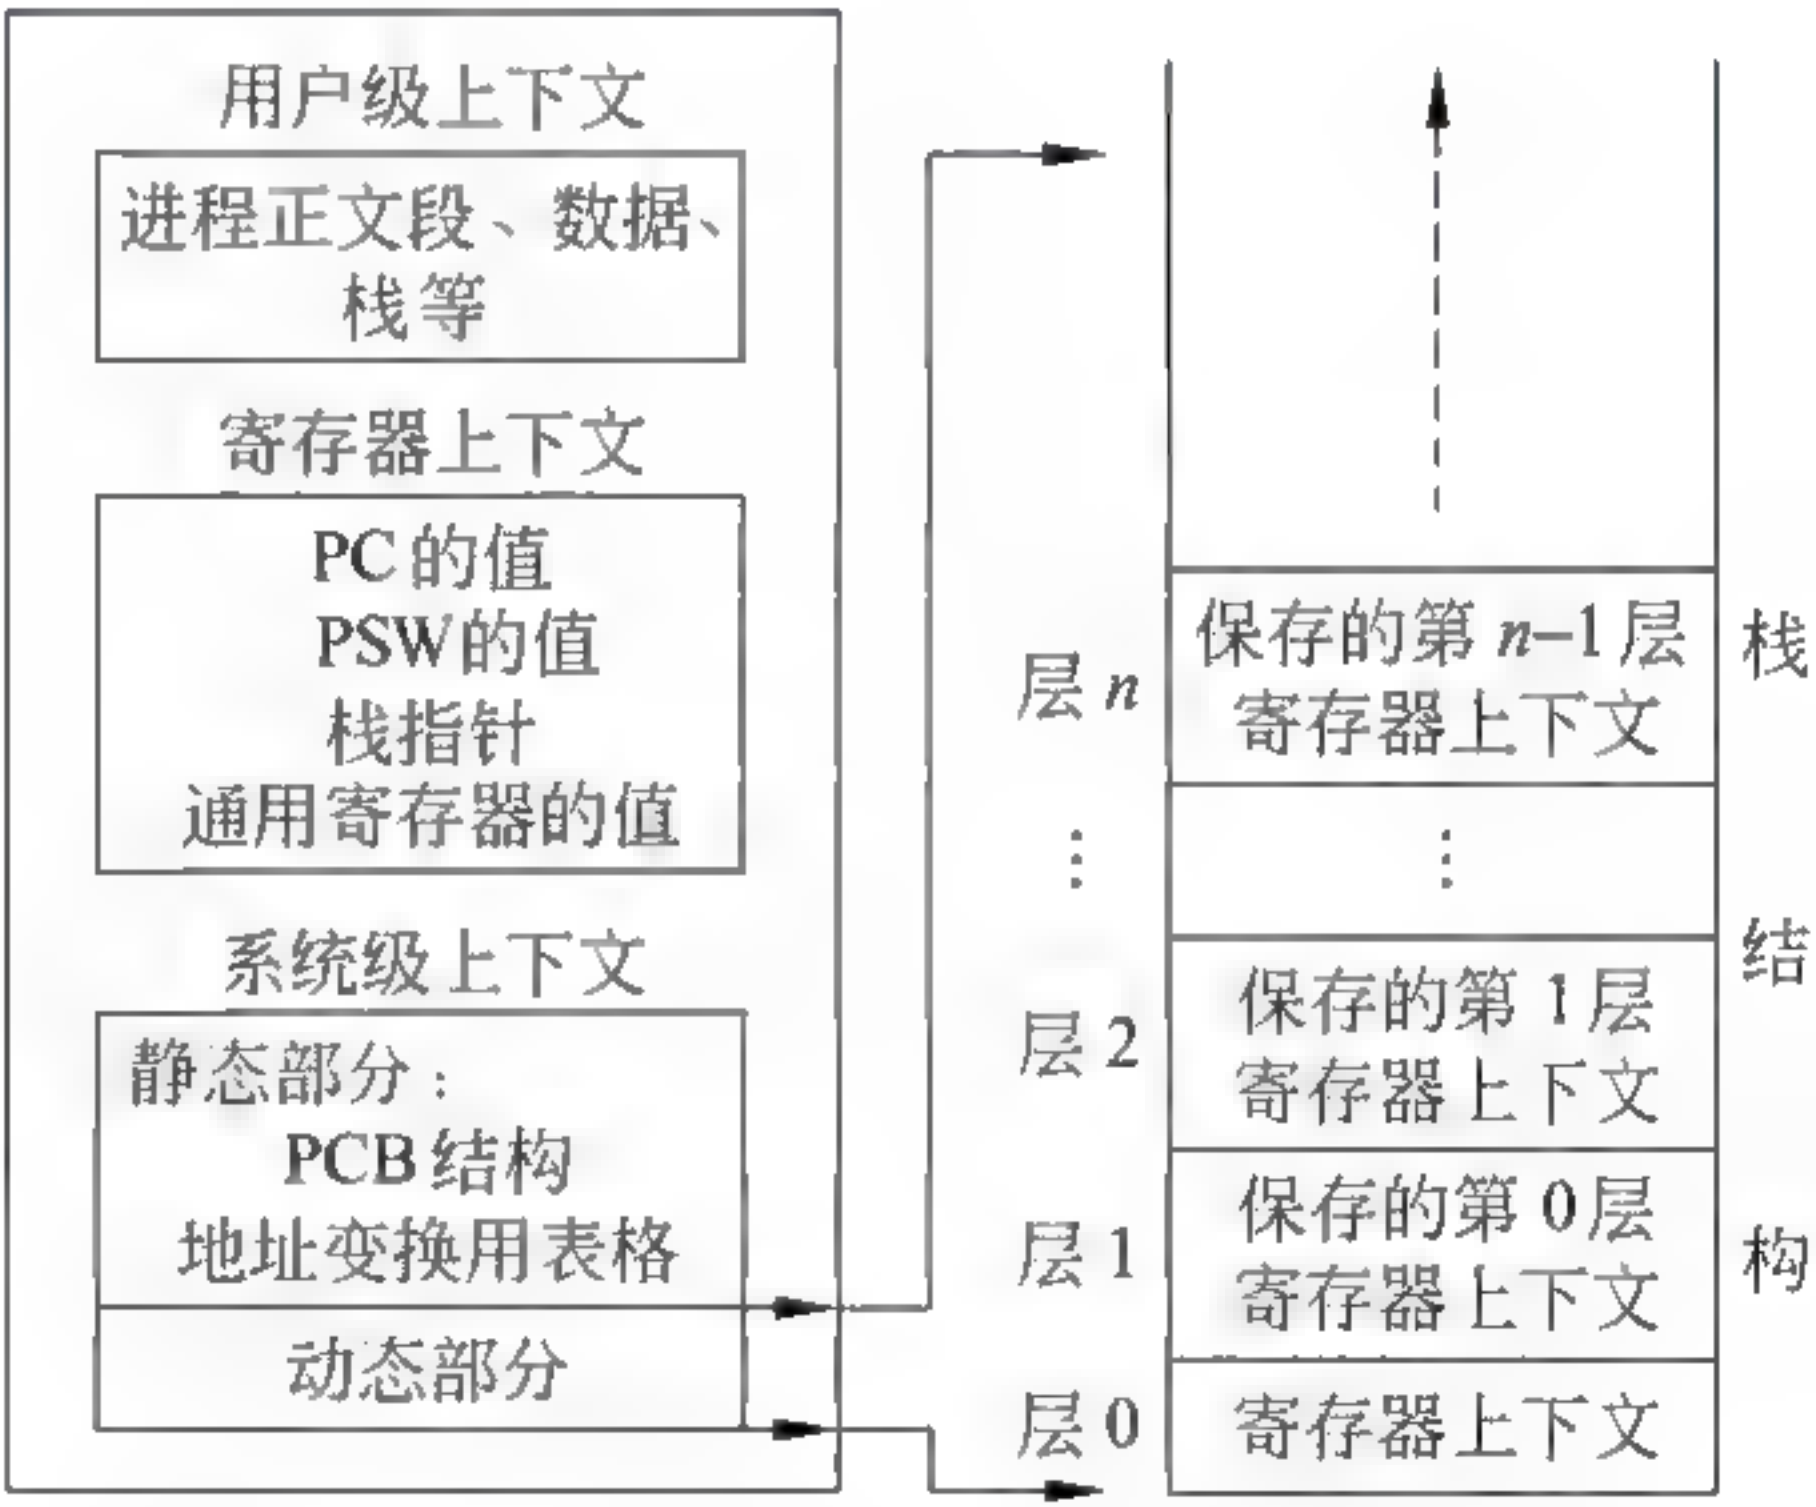 用户级上下文
进程正文段、数据、
栈等
寄存器上下文
PC的值
PSW的值
栈指针
通用寄存器的值
系统级上下文
静态部分：
PCB结构
地址变换用表格
动态部分
层n
保存的第n–1层
寄存器上下文
⋮
⋮
层2
保存的第1层
寄存器上下文
层1
保存的第0层
寄存器上下文
层0
寄存器上下文
栈
结
构